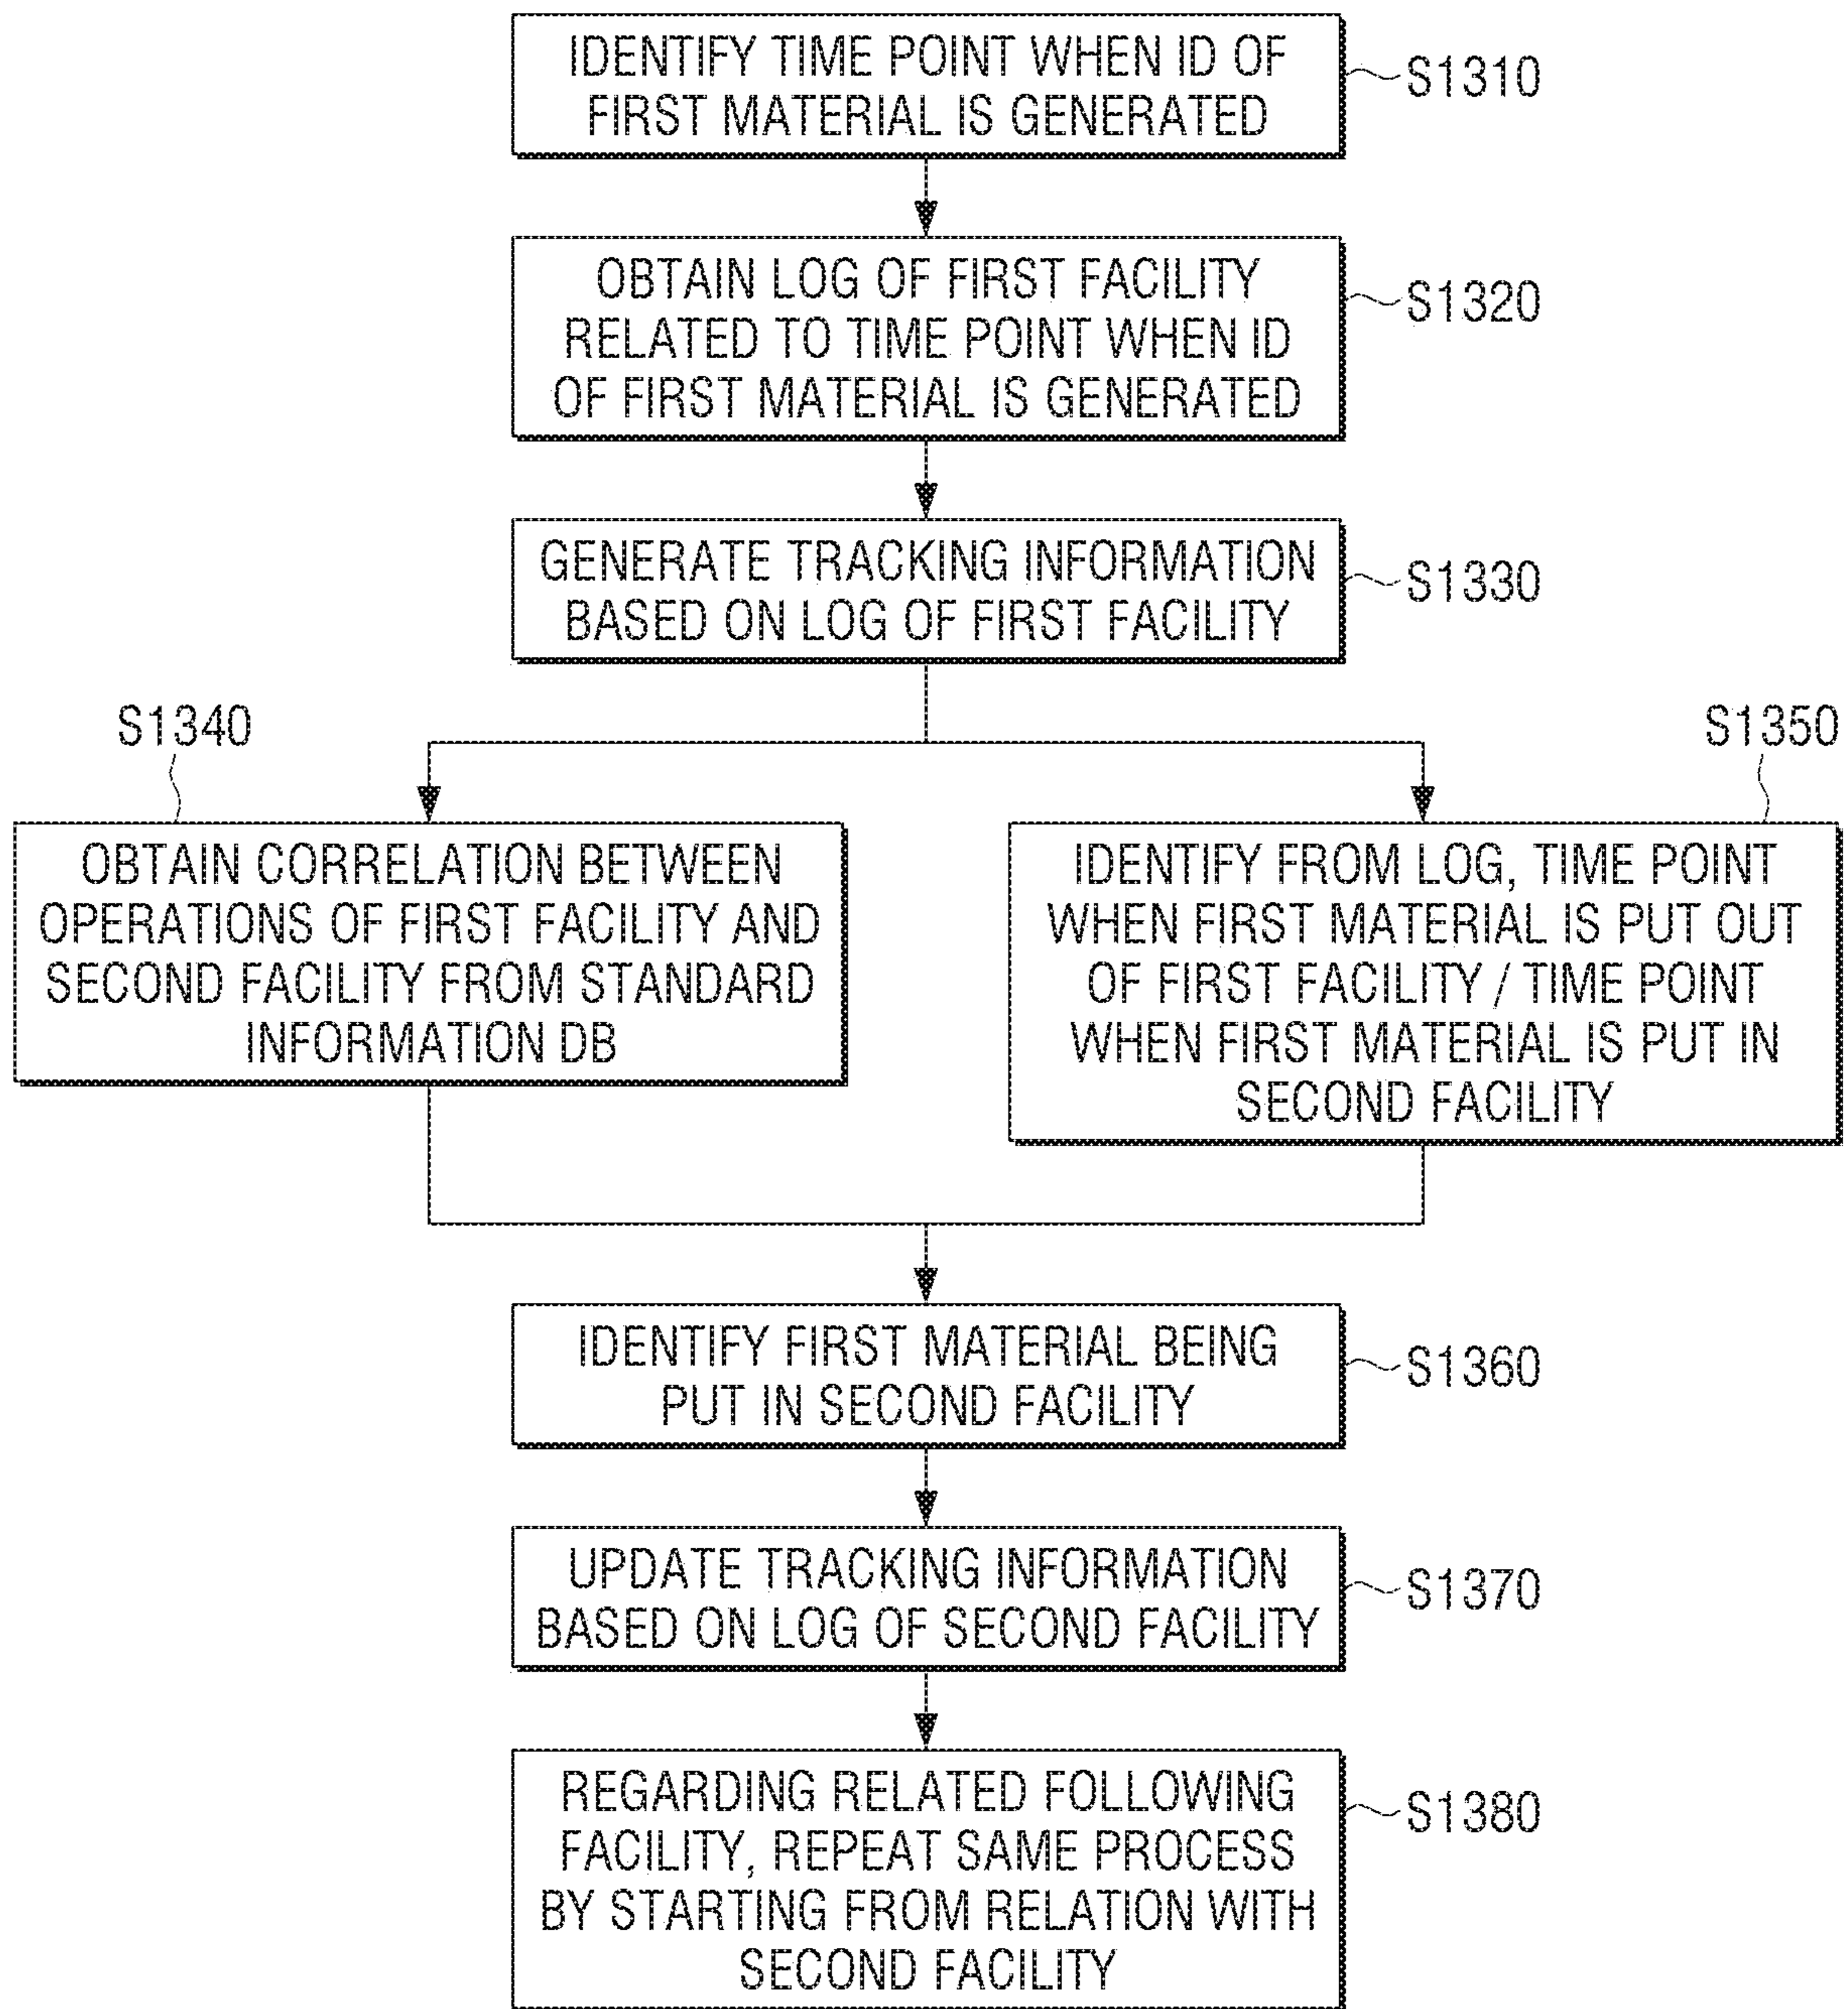 IDENTIFY TIME POINT WHEN ID OF
FIRST MATERIAL IS GENERATED
S1310
OBTAIN LOG OF FIRST FACILITY
RELATED TO TIME POINT WHEN ID
OF FIRST MATERIAL IS GENERATED
S1320
GENERATE TRACKING INFORMATION
BASED ON LOG OF FIRST FACILITY
S1330
S1340
OBTAIN CORRELATION BETWEEN
OPERATIONS OF FIRST FACILITY AND
SECOND FACILITY FROM STANDARD
INFORMATION DB
S1350
IDENTIFY FROM LOG, TIME POINT
WHEN FIRST MATERIAL IS PUT OUT
OF FIRST FACILITY / TIME POINT
WHEN FIRST MATERIAL IS PUT IN
SECOND FACILITY
IDENTIFY FIRST MATERIAL BEING
PUT IN SECOND FACILITY
S1360
UPDATE TRACKING INFORMATION
BASED ON LOG OF SECOND FACILITY
S1370
REGARDING RELATED FOLLOWING
FACILITY, REPEAT SAME PROCESS
BY STARTING FROM RELATION WITH
SECOND FACILITY
S1380